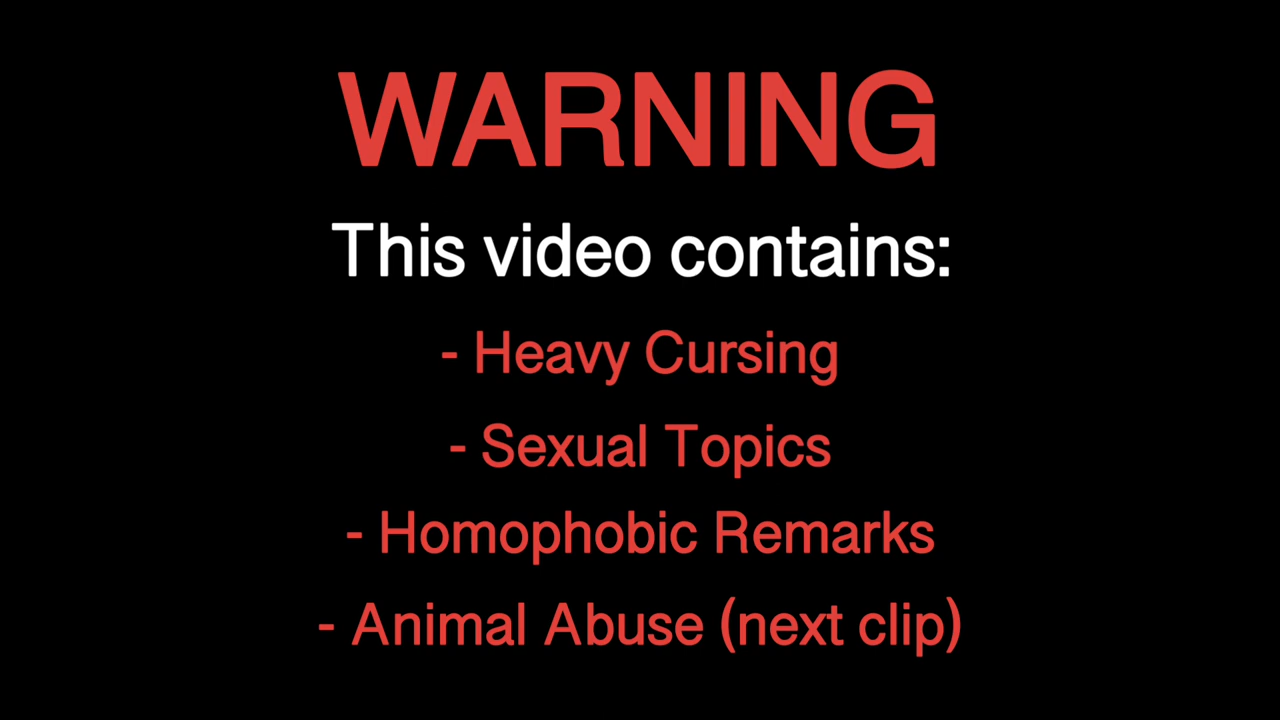 WARNING
This video contains:
- Heavy Cursing
- Sexual Topics
- Homophobic Remarks
- Animal Abuse (next clip)